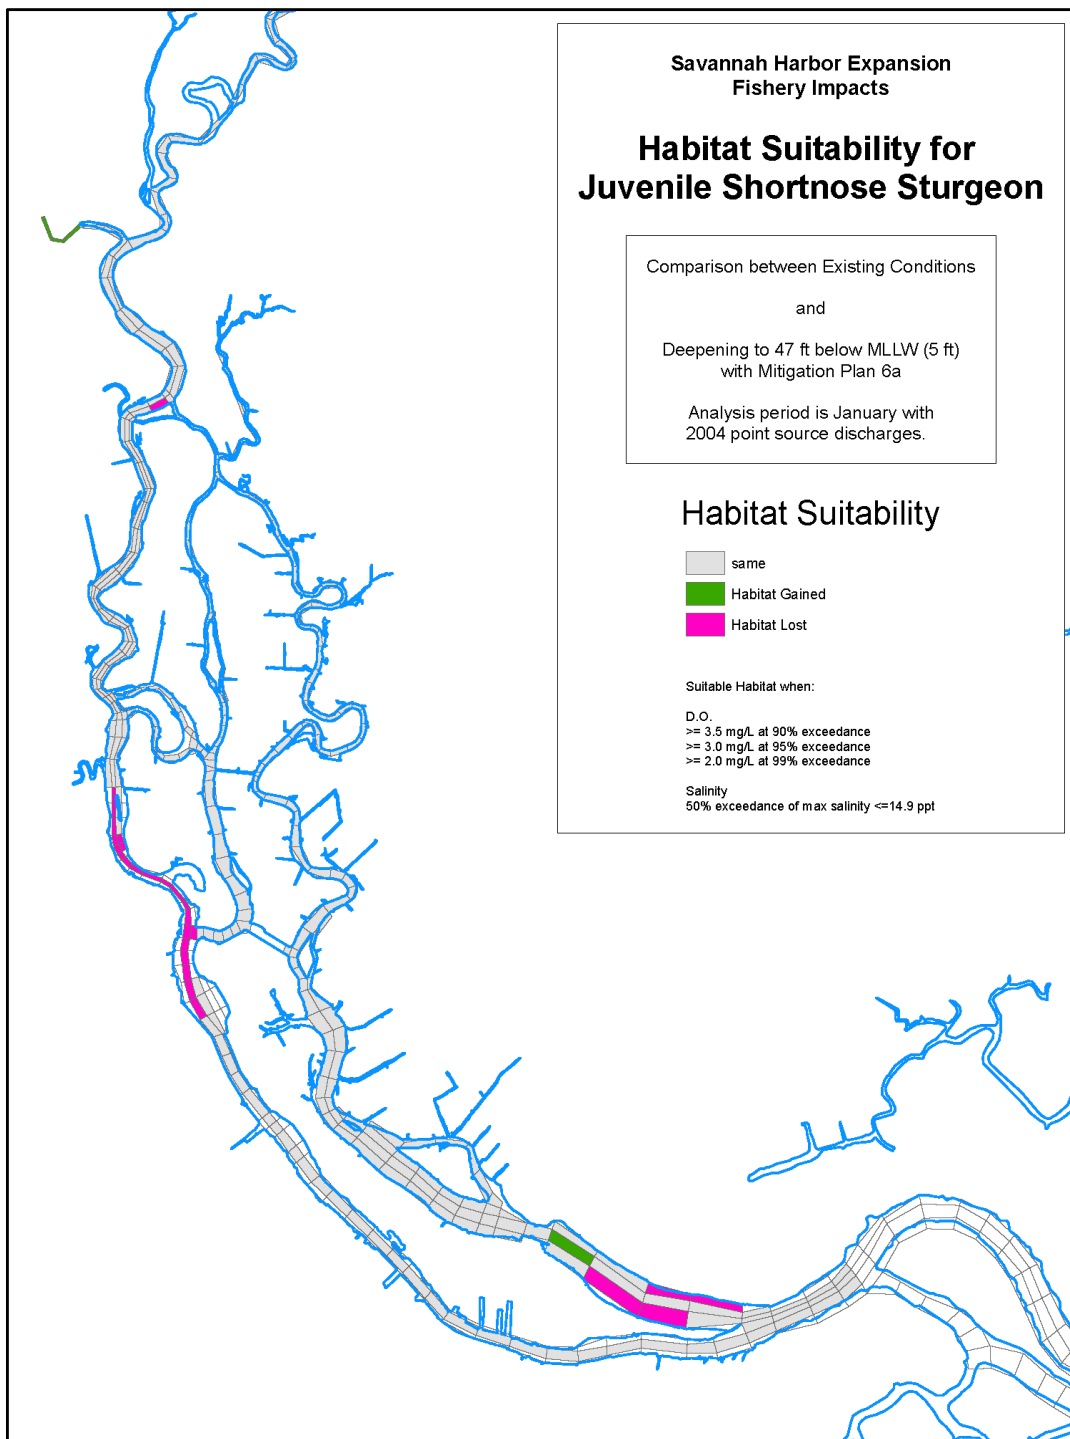 Savannah Harbor Expansion
Fishery Impacts
Habitat Suitability for
Juvenile Shortnose Sturgeon
Comparison between Existing Conditions
and
Deepening to 47 ft below MLLW (5 ft)
with Mitigation Plan 6a
Analysis period is January with
2004 point source discharges.
Habitat Suitability
same
Habitat Gained
Habitat Lost
Suitable Habitat when:
D.O.
>= 3.5 mg/L at 90% exceedance
>= 3.0 mg/L at 95% exceedance
>= 2.0 mg/L at 99% exceedance
Salinity
50% exceedance of max salinity <=14.9 ppt